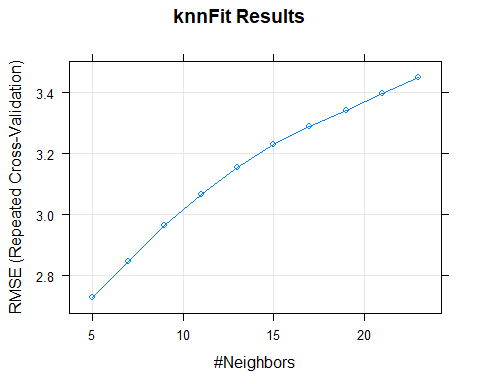 knnFit Results
RMSE (Repeated Cross-Validation)
3.4
3.2
3.0
2.8
5
10
15
20
#Neighbors